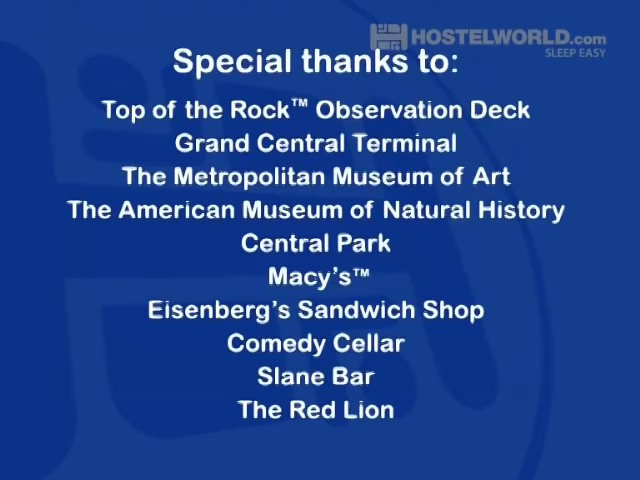 HOSTELWORLD.com
SLEEP EASY
Special thanks to:
Top of the Rock™ Observation Deck
Grand Central Terminal
The Metropolitan Museum of Art
The American Museum of Natural History
Central Park
Macy's™
Eisenberg's Sandwich Shop
Comedy Cellar
Slane Bar
The Red Lion